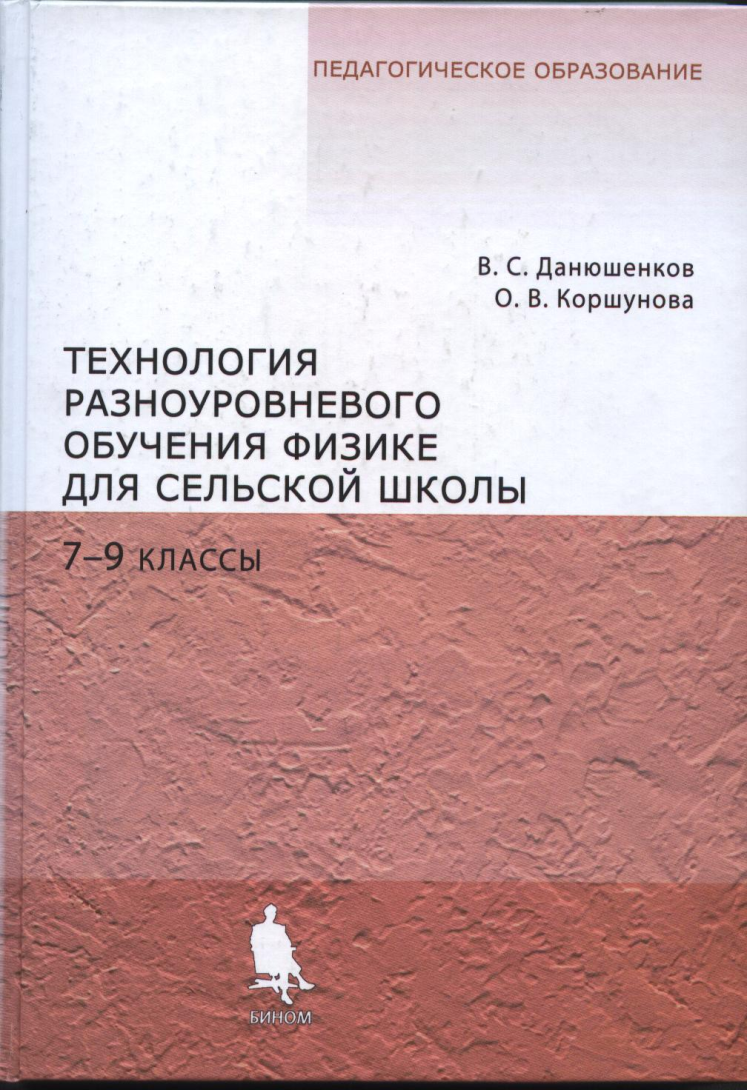 ПЕДАГОГИЧЕСКОЕ ОБРАЗОВАНИЕ
В. С. Данюшенков
О. В. Коршунова
ТЕХНОЛОГИЯ
РАЗНОУРОВНЕВОГО
ОБУЧЕНИЯ ФИЗИКЕ
ДЛЯ СЕЛЬСКОЙ ШКОЛЫ
7–9 КЛАССЫ
БИНОМ